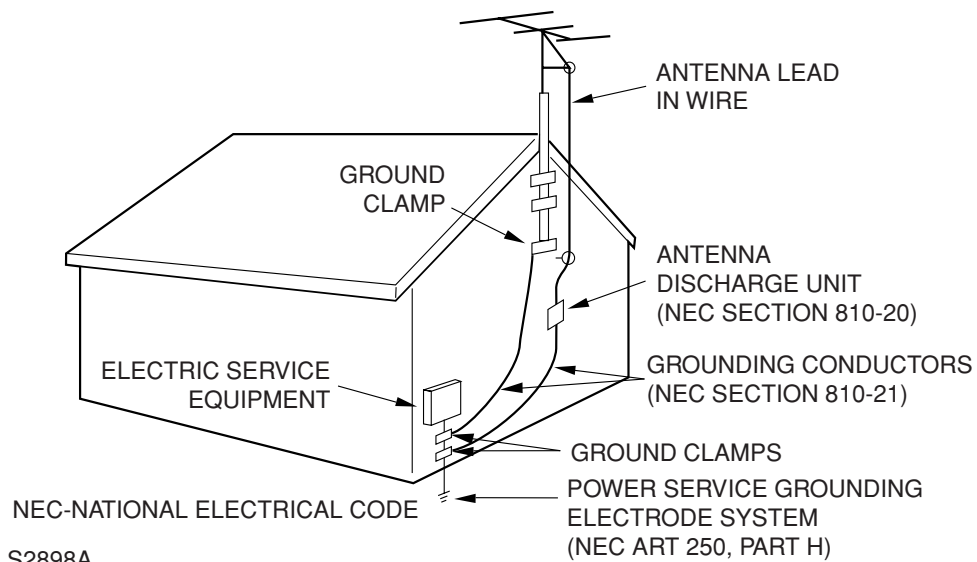 ANTENNA LEAD
IN WIRE
GROUND
CLAMP
ANTENNA
DISCHARGE UNIT
(NEC SECTION 810-20)
ELECTRIC SERVICE
EQUIPMENT
GROUNDING CONDUCTORS
(NEC SECTION 810-21)
GROUND CLAMPS
POWER SERVICE GROUNDING
ELECTRODE SYSTEM
(NEC ART 250, PART H)
NEC-NATIONAL ELECTRICAL CODE
S2898A